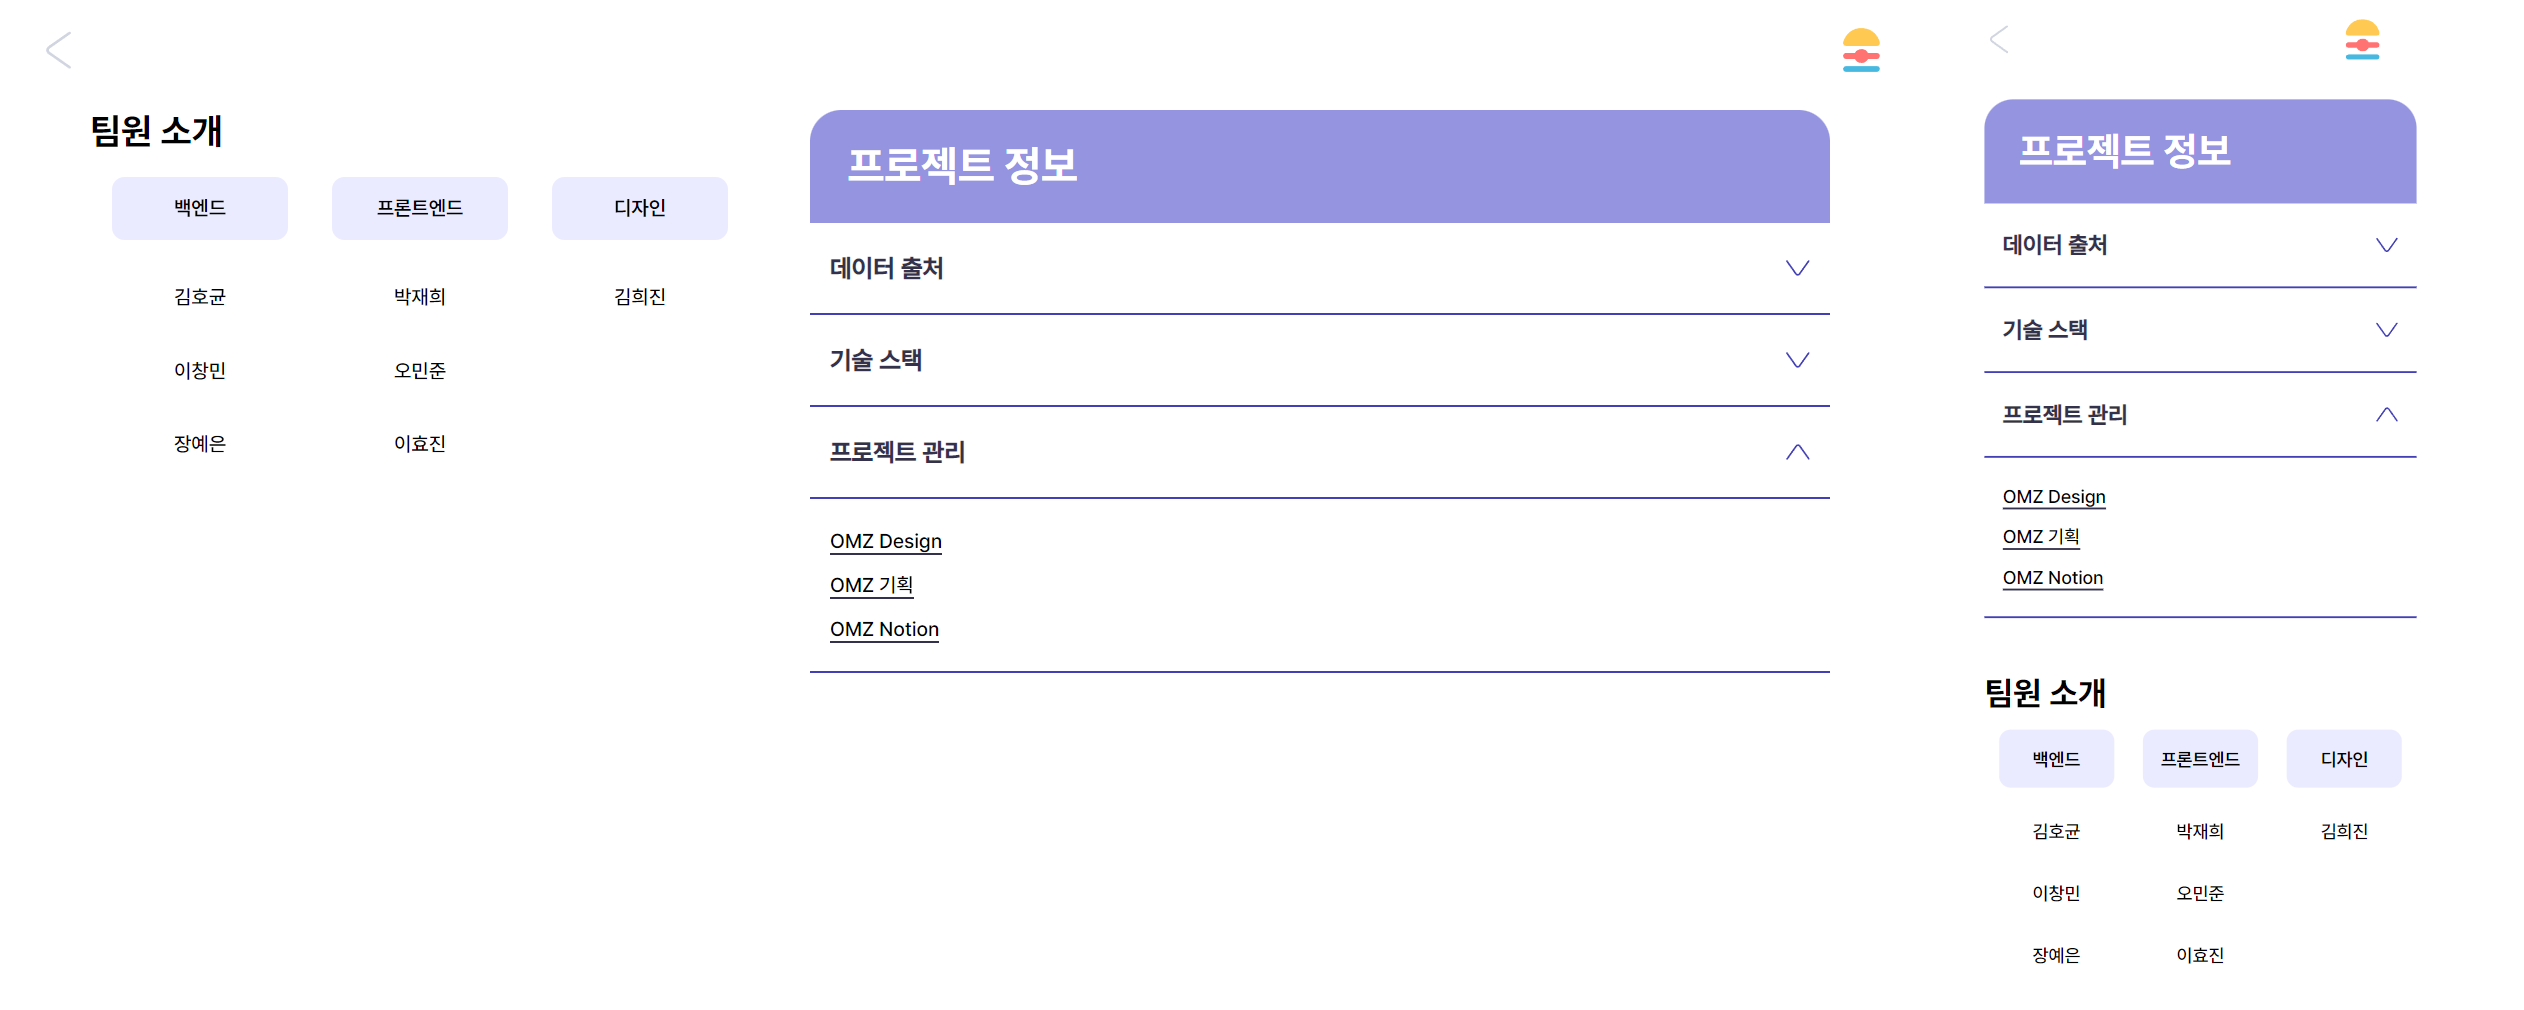 팀원 소개
백엔드 프론트엔드 디자인
김호균 박재희 김희진
이창민 오민준
장예은 이효진
프로젝트 정보
데이터 출처
기술 스택
프로젝트 관리
OMZ Design
OMZ 기획
OMZ Notion
프로젝트 정보
데이터 출처
기술 스택
프로젝트 관리
OMZ Design
OMZ 기획
OMZ Notion
팀원 소개
백엔드 프론트엔드 디자인
김호균 박재희 김희진
이창민 오민준
장예은 이효진